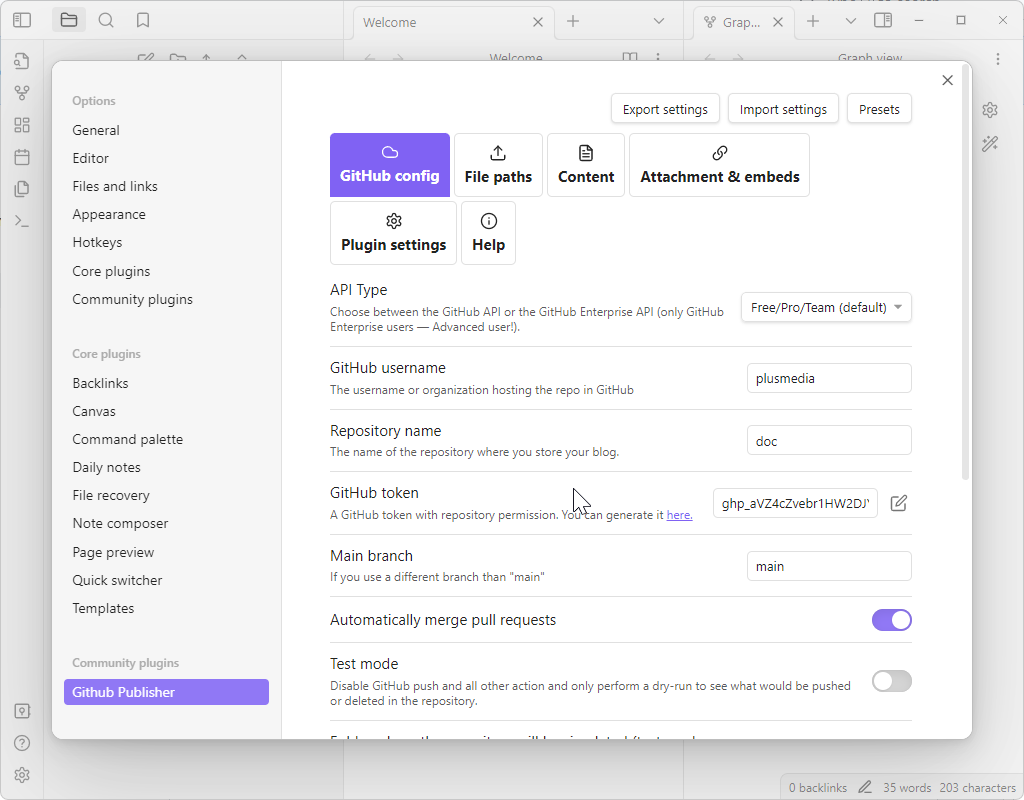 Welcome
Grap...
Welcome
Graph view
Options
General
Editor
Files and links
Appearance
Hotkeys
Core plugins
Community plugins
Core plugins
Backlinks
Canvas
Command palette
Daily notes
File recovery
Note composer
Page preview
Quick switcher
Templates
Community plugins
Github Publisher
Export settings
Import settings
Presets
GitHub config
File paths
Content
Attachment & embeds
Plugin settings
Help
API Type
Choose between the GitHub API or the GitHub Enterprise API (only GitHub
Enterprise users — Advanced user!).
Free/Pro/Team (default)
GitHub username
The username or organization hosting the repo in GitHub
plusmedia
Repository name
The name of the repository where you store your blog.
doc
GitHub token
A GitHub token with repository permission. You can generate it here.
ghp_aVZ4cZvebr1HW2DJ
Main branch
If you use a different branch than "main"
main
Automatically merge pull requests
Test mode
Disable GitHub push and all other action and only perform a dry-run to see what would be pushed
or deleted in the repository.
0 backlinks
35 words
203 characters